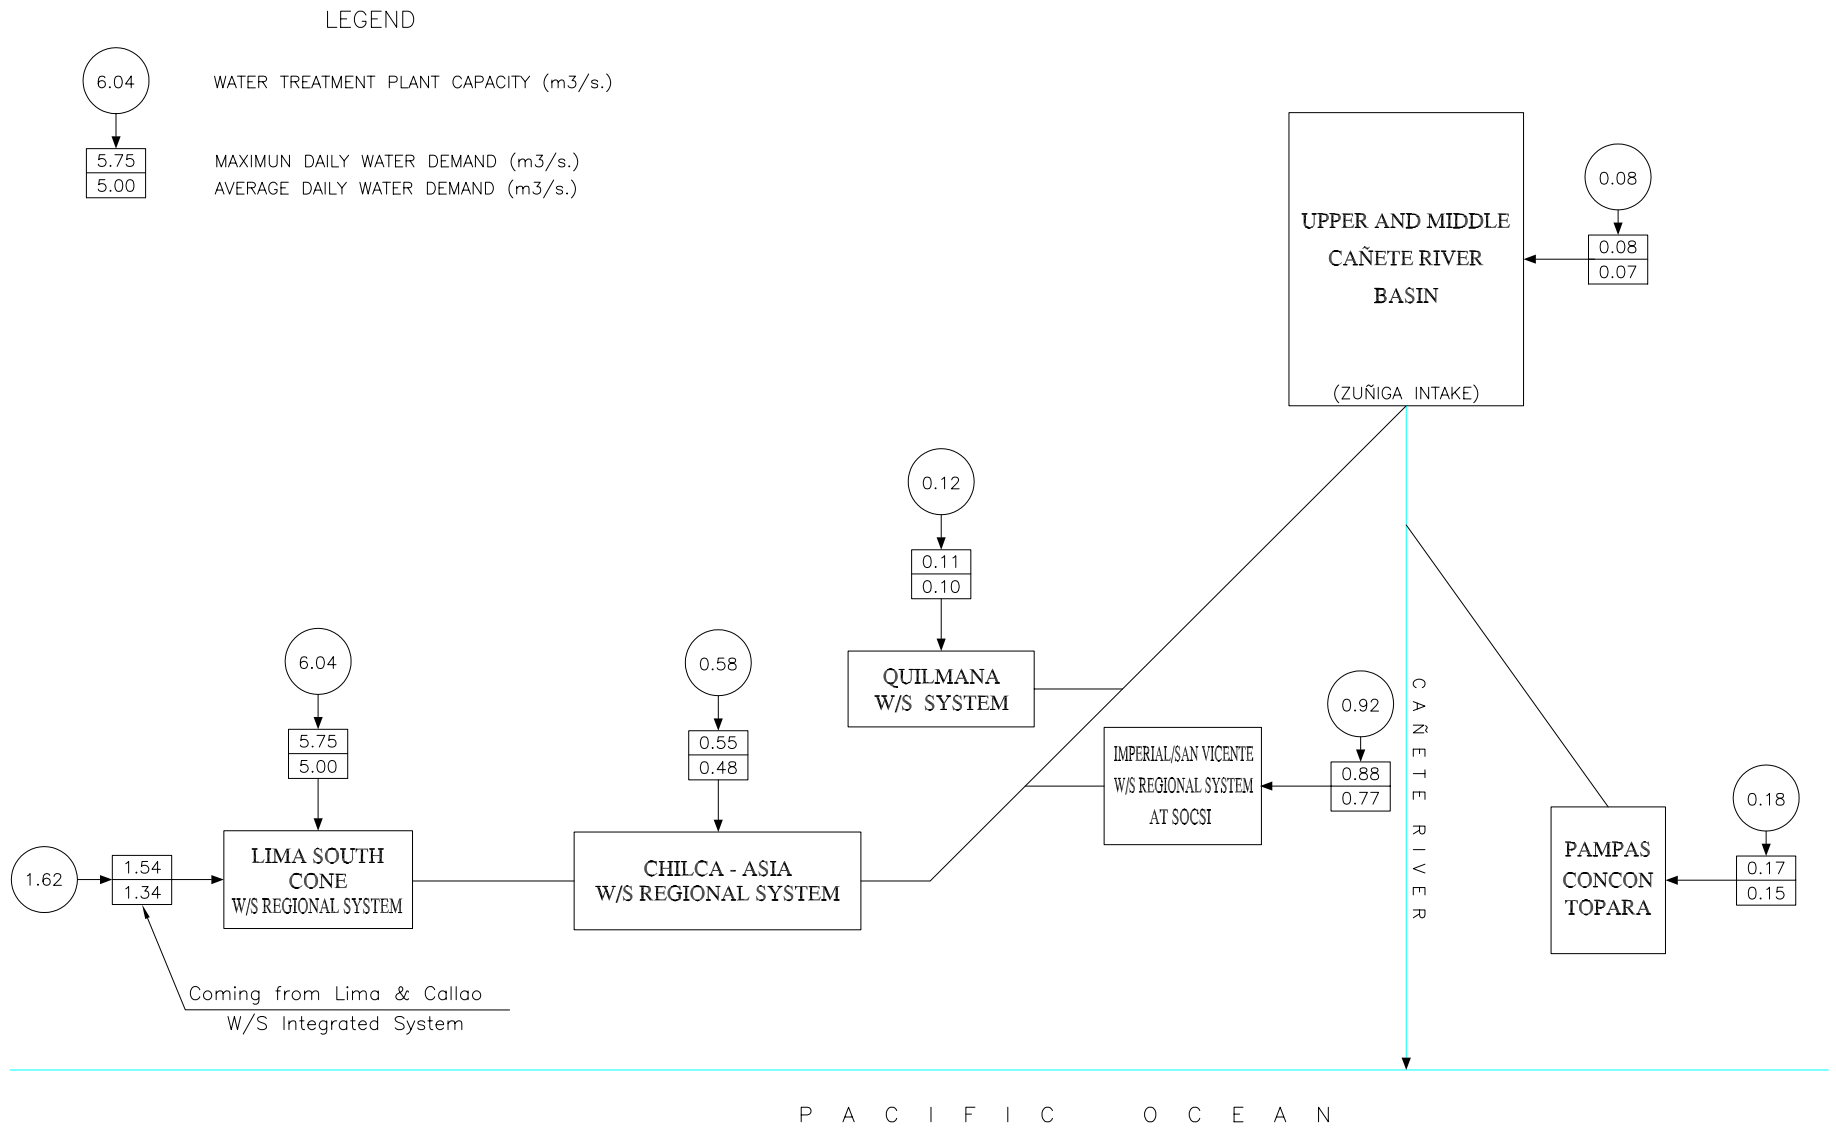 LEGEND
6.04
WATER TREATMENT PLANT CAPACITY (m3/s.)
5.75
MAXIMUN DAILY WATER DEMAND (m3/s.)
5.00
AVERAGE DAILY WATER DEMAND (m3/s.)
UPPER AND MIDDLE
CAÑETE RIVER
BASIN
(ZUÑIGA INTAKE)
0.08
0.08
0.07
0.12
0.11
0.10
QUILMANA
W/S SYSTEM
6.04
5.75
5.00
0.58
0.55
0.48
IMPERIAL/SAN VICENTE
W/S REGIONAL SYSTEM
AT SOCSI
0.92
0.88
0.77
CAÑETE RIVER
0.18
0.17
0.15
PAMPAS
CONCON
TOPARA
1.62
1.54
1.34
LIMA SOUTH
CONE
W/S REGIONAL SYSTEM
CHILCA - ASIA
W/S REGIONAL SYSTEM
Coming from Lima & Callao
W/S Integrated System
PACIFIC OCEAN